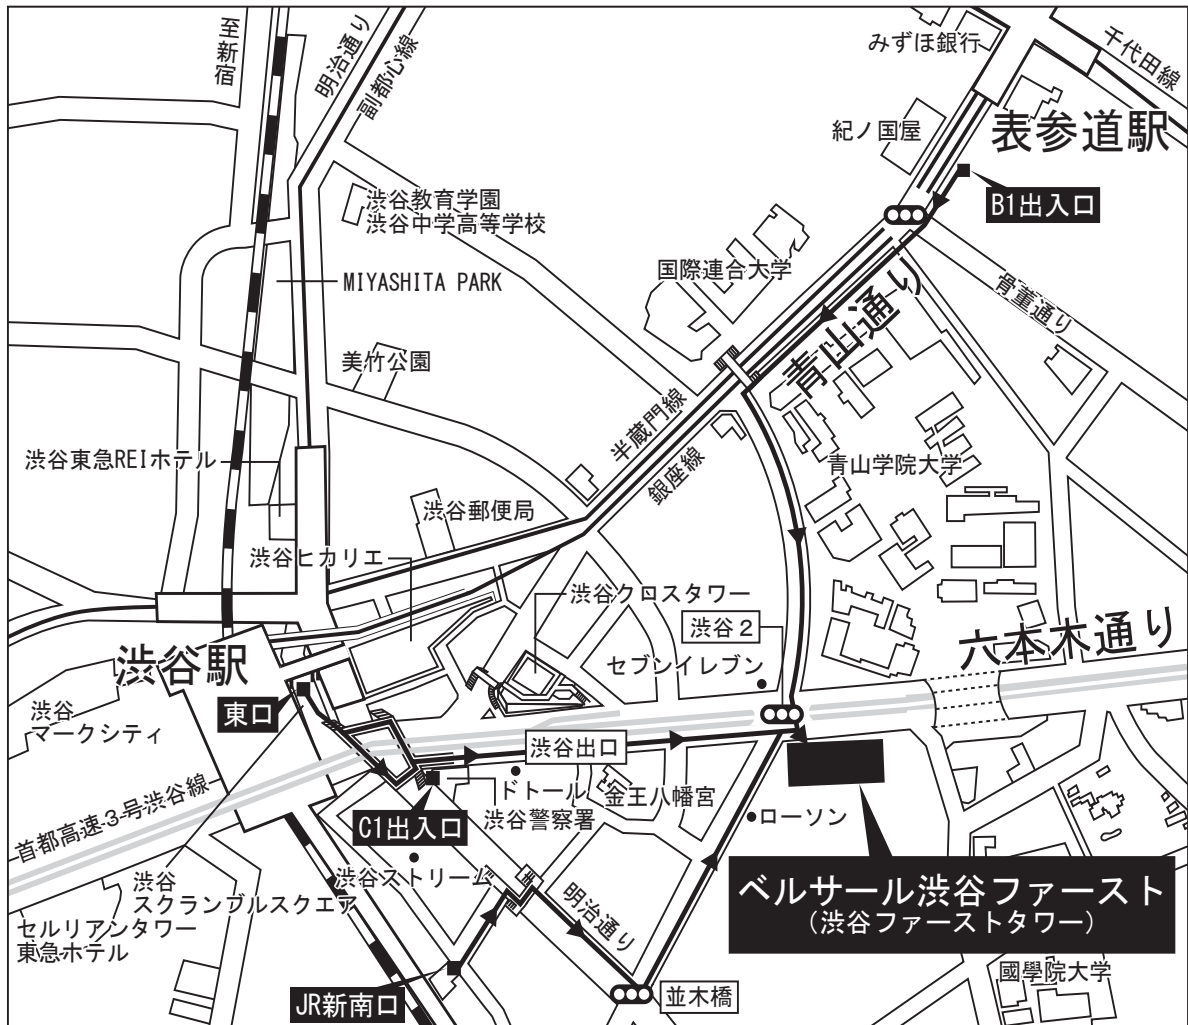 至新宿
明治通り
副都心線
みずほ銀行
千代田線
紀ノ国屋
表参道駅
B1出入口
渋谷教育学園
渋谷中学高等学校
国際連合大学
MIYASHITA PARK
青山通り
骨董通り
美竹公園
半蔵門線
銀座線
渋谷東急REIホテル
青山学院大学
渋谷郵便局
渋谷ヒカリエ
渋谷クロスタワー
渋谷2
六本木通り
渋谷駅
セブンイレブン
東口
渋谷
マークシティ
渋谷出口
ドトール
金王八幡宮
渋谷警察署
ローソン
首都高速3号渋谷線
C1出入口
渋谷ストリーム
渋谷
スクランブルスクエア
セルリアンタワー
東急ホテル
明治通り
ベルサール渋谷ファースト
(渋谷ファーストタワー)
國學院大学
JR新南口
並木橋